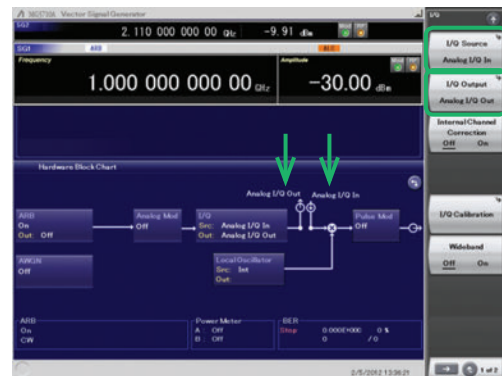 MG3710A Vector Signal Generator
SG2
2. 110 000 000 00 GHz
-9. 91 dBm
SG1
ARB
ALC
Frequency
1.000 000 000 00 GHz
Amplitude
-30.00 dBm
Hardware Block Chart
Analog I/Q Out
Analog I/Q In
ARB
On
Out: Off
Analog Mod
Off
I/Q
Src: Analog I/Q In
Out: Analog I/Q Out
Pulse Mod
Off
AWGN
Off
Local Oscillator
Src: Int
Out:
ARB
On
CW
Power Meter
A : Off
B : Off
BER
Stop
0.000E+000 0 %
0 / 0
2/5/2012 13:36:21
I/Q
I/Q Source
Analog I/Q In
I/Q Output
Analog I/Q Out
Internal Channel
Correction
Off On
I/Q Calibration
Wideband
Off On
1 of 2